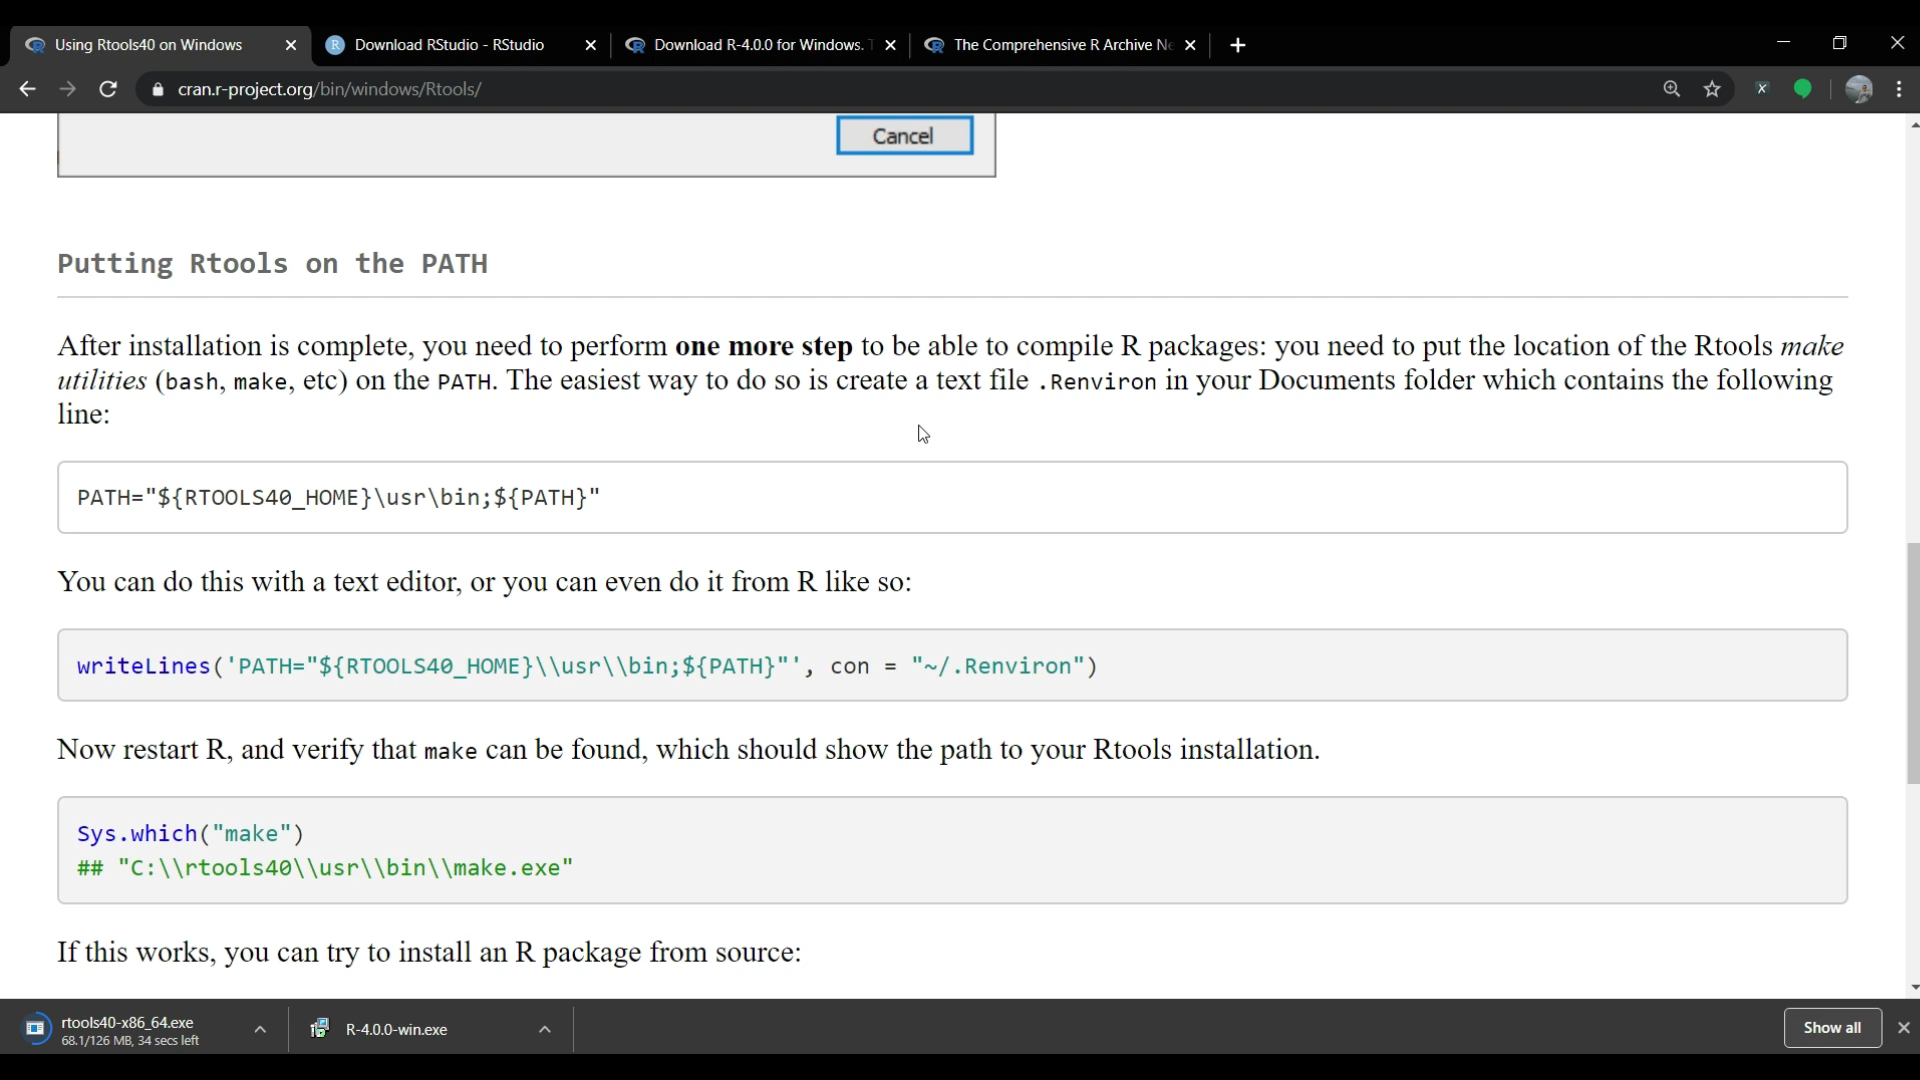 Using Rtools40 on Windows
Download RStudio - RStudio
Download R-4.0.0 for Windows.
The Comprehensive R Archive Ne
cran.r-project.org/bin/windows/Rtools/
Cancel
Putting Rtools on the PATH
After installation is complete, you need to perform one more step to be able to compile R packages: you need to put the location of the Rtools make
utilities (bash, make, etc) on the PATH. The easiest way to do so is create a text file .Renviron in your Documents folder which contains the following
line:
PATH="${RTOOLS40_HOME}\usr\bin;${PATH}"
You can do this with a text editor, or you can even do it from R like so:
writeLines('PATH="${RTOOLS40_HOME}\\usr\\bin;${PATH}"', con = "~/.Renviron")
Now restart R, and verify that make can be found, which should show the path to your Rtools installation.
Sys.which("make")
## "C:\\rtools40\\usr\\bin\\make.exe"
If this works, you can try to install an R package from source:
rtools40-x86_64.exe
68.1/126 MB, 34 secs left
R-4.0.0-win.exe
Show all